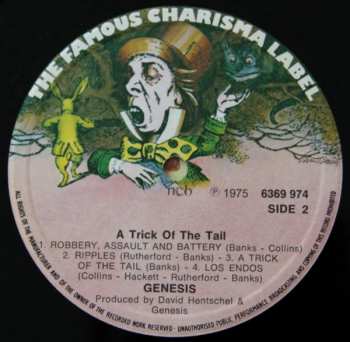 THE FAMOUS CHARISMA LABEL
℗ 1975 6369 974
SIDE 2
A Trick Of The Tail
1. ROBBERY, ASSAULT AND BATTERY (Banks - Collins)
2. RIPPLES (Rutherford - Banks) - 3. A TRICK
OF THE TAIL (Banks) - 4. LOS ENDOS
(Collins - Hackett - Rutherford - Banks)
GENESIS
Produced by David Hentschel &
Genesis
ALL RIGHTS OF THE MANUFACTURER AND OF THE OWNER OF THE RECORDED WORK RESERVED - UNAUTHORISED PUBLIC PERFORMANCE, BROADCASTING AND COPYING OF THIS RECORD PROHIBITED